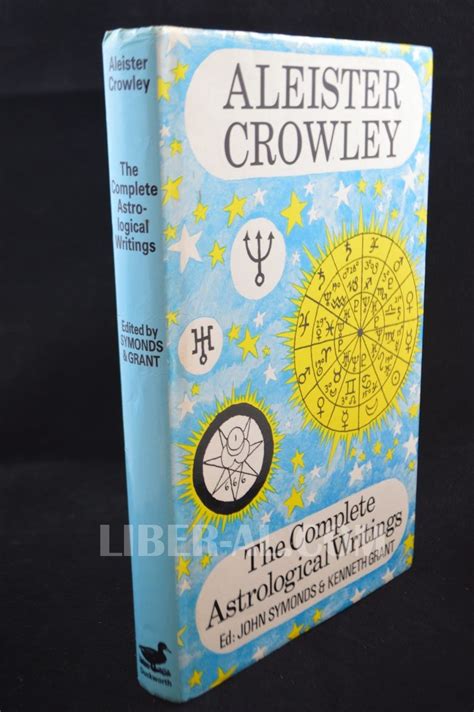 Aleister
Crowley
The
Complete
Astro-
logical
Writings
Edited by
SYMONDS
& GRANT
Duckworth
ALEISTER
CROWLEY
666
The Complete
Astrological Writings
Ed: JOHN SYMONDS & KENNETH GRANT